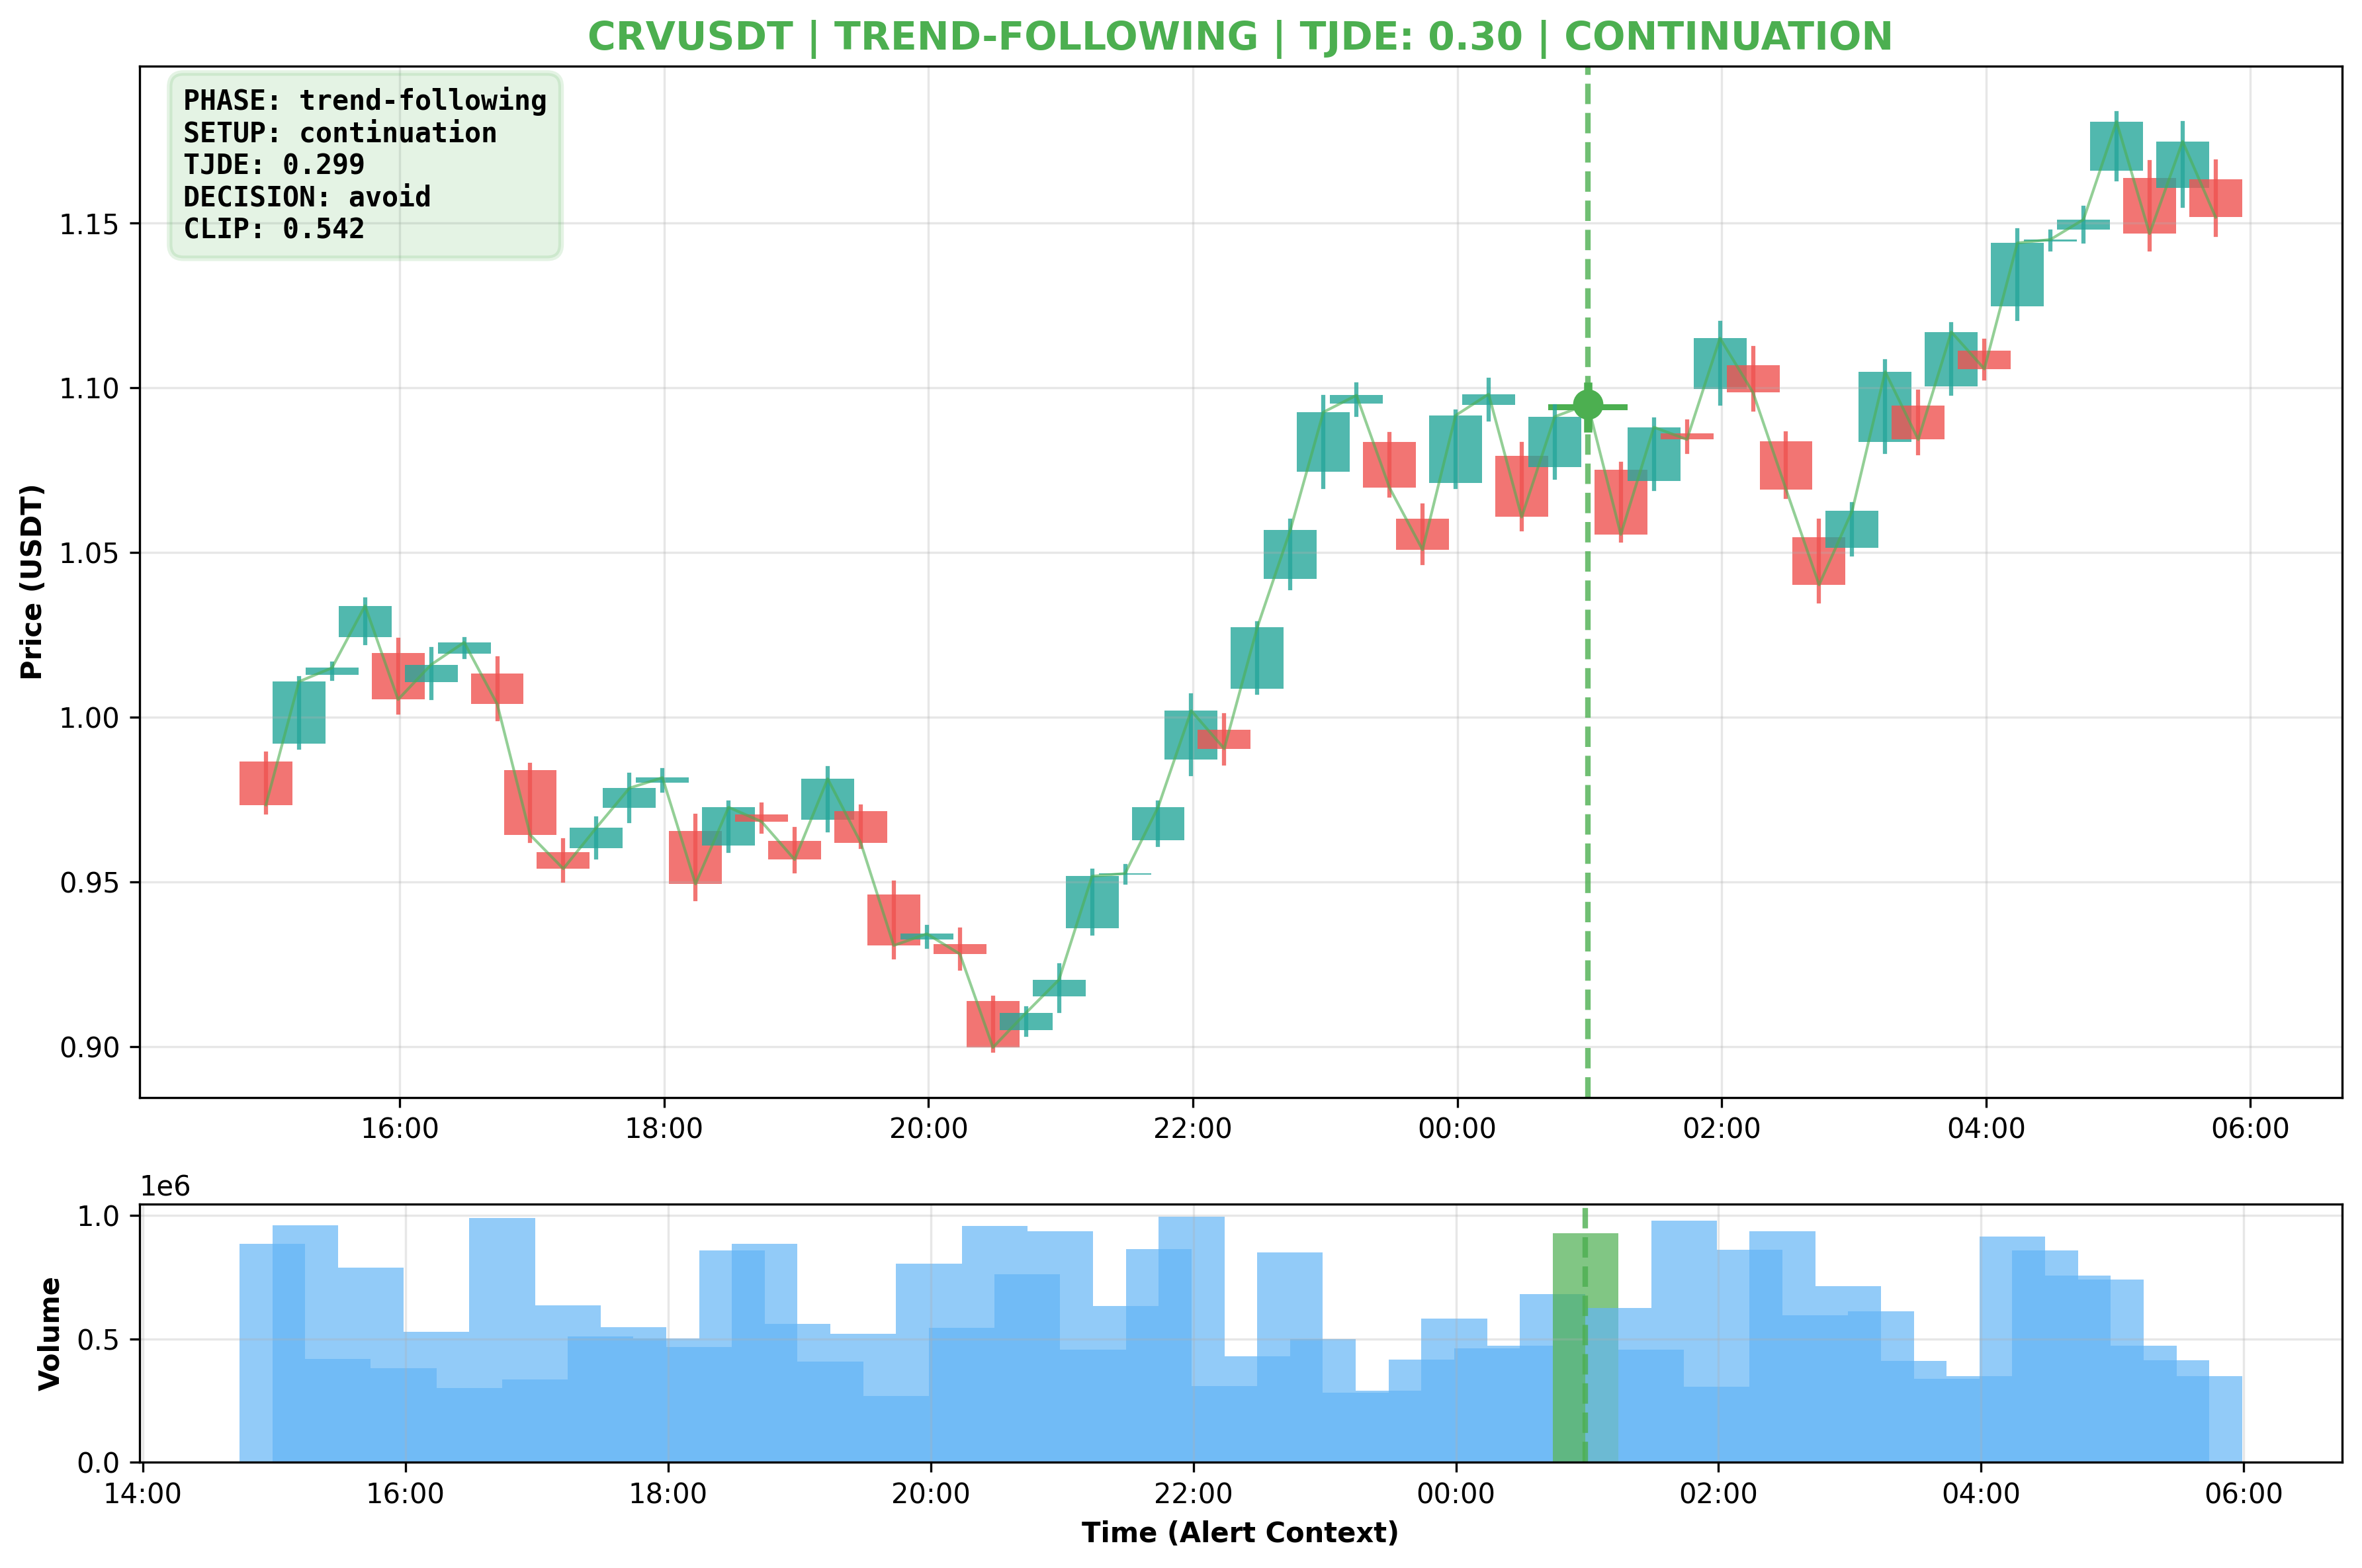 CRVUSDT | TREND-FOLLOWING | TJDE: 0.30 | CONTINUATION
PHASE: trend-following
SETUP: continuation
TJDE: 0.299
DECISION: avoid
CLIP: 0.542
Price (USDT)
1.15
1.10
1.05
1.00
0.95
0.90
16:00 18:00 20:00 22:00 00:00 02:00 04:00 06:00
1e6
Volume
1.0
0.5
0.0
14:00 16:00 18:00 20:00 22:00 00:00 02:00 04:00 06:00
Time (Alert Context)